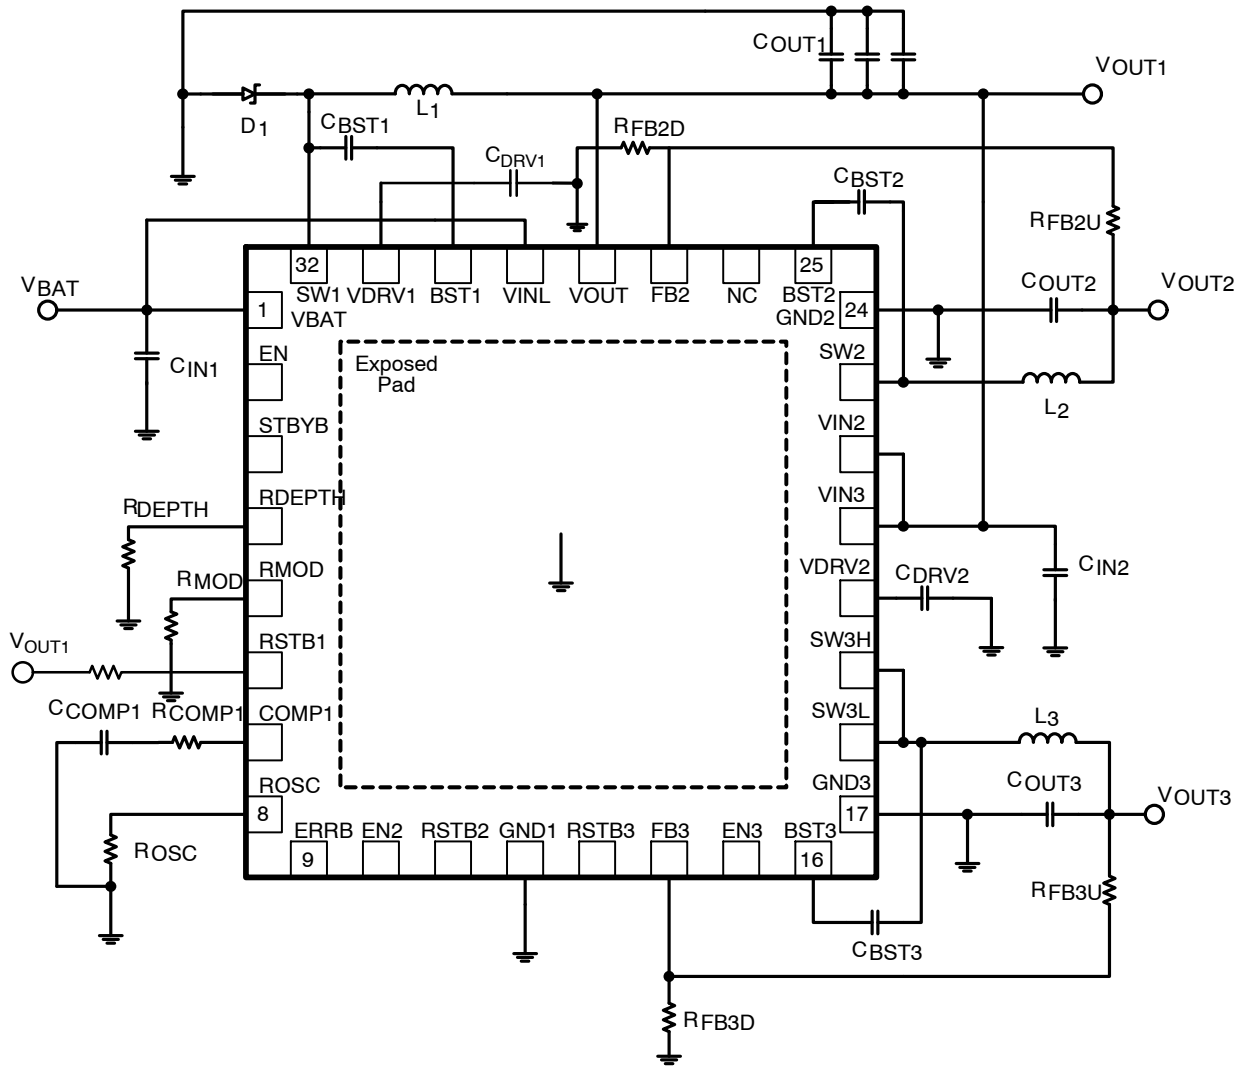 COUT1
VOUT1
D1
L1
CBST1
RFB2D
CDRV1
CBST2
RFB2U
VBAT
32
25
SW1
VDRV1
BST1
VINL
VOUT
FB2
NC
BST2
COUT2
VOUT2
1
VBAT
GND2
24
CIN1
EN
Exposed
Pad
SW2
L2
STBYB
VIN2
RDEPTH
RDEPTH
VIN3
RMOD
RMOD
VDRV2
CDRV2
CIN2
VOUT1
RSTB1
SW3H
CCOMP1
RCOMP1
COMP1
SW3L
L3
ROSC
GND3
COUT3
VOUT3
8
17
ROSC
ERRB
EN2
RSTB2
GND1
RSTB3
FB3
EN3
BST3
9
16
RFB3U
CBST3
RFB3D